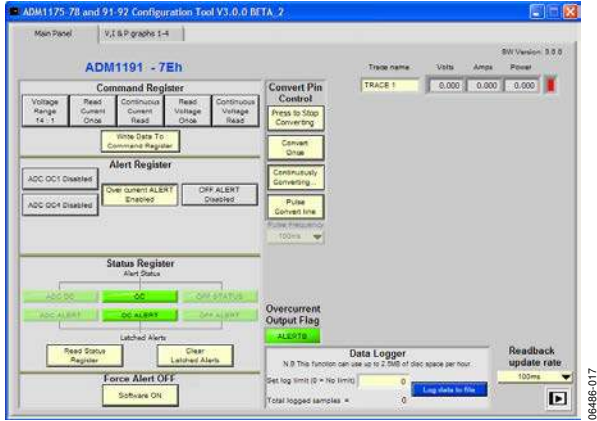 ADM1175-78 and 91-92 Configuration Tool V3.0.0 BETA_2
Main Panel
V,I & P graphs 1-4
SW Version: 3.0.0
ADM1191 - 7Eh
Trace name
Volts
Amps
Power
TRACE 1
0.000
0.000
0.000
Command Register
Voltage Range 14 : 1
Read Current Once
Continuous Current Read
Read Voltage Once
Continuous Voltage Read
Write Data To Command Register
Convert Pin Control
Press to Stop Converting
Convert Once
Continuously Converting...
Pulse Convert line
Pulse Frequency
100ms
Alert Register
ADC OC1 Disabled
ADC OC4 Disabled
Over current ALERT Enabled
OFF ALERT Disabled
Status Register
Alert Status
ADC OC
OC
OFF STATUS
ADC ALERT
OC ALERT
OFF ALERT
Latched Alerts
Read Status Register
Clear Latched Alerts
Force Alert OFF
Software ON
Overcurrent Output Flag
ALERTB
Data Logger
N.B This function can use up to 2.5MB of disc space per hour.
Set log limit (0 = No limit)
0
Total logged samples =
0
Log data to file
Readback update rate
100ms
06486-017